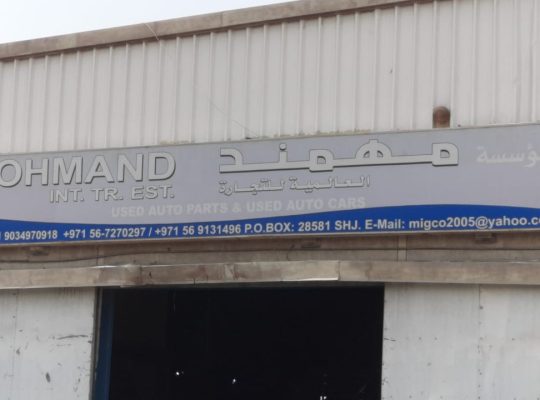 OHMAND
INT. TR. EST.
مؤسسة مهمند
العالمية للتجارة
USED AUTO PARTS & USED AUTO CARS
9034970918 +971 56-7270297 / +971 56 9131496 P.O.BOX: 28581 SHJ. E-Mail: migco2005@yahoo.co